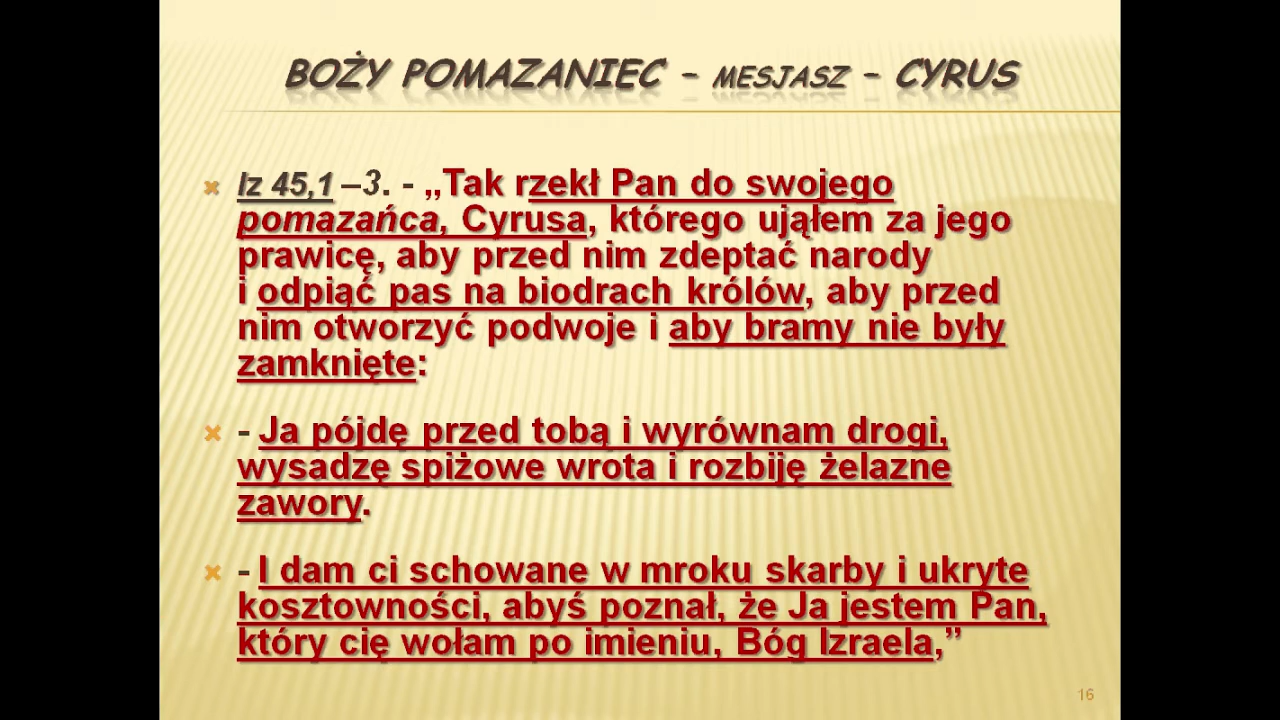 BOŻY POMAZANIEC – MESJASZ – CYRUS
Iz 45,1 –3. - „Tak rzekł Pan do swojego
pomazańca, Cyrusa, którego ująłem za jego
prawicę, aby przed nim zdeptać narody
i odpiąć pas na biodrach królów, aby przed
nim otworzyć podwoje i aby bramy nie były
zamknięte:
- Ja pójdę przed tobą i wyrównam drogi,
wysadzę spiżowe wrota i rozbiję żelazne
zawory.
- I dam ci schowane w mroku skarby i ukryte
kosztowności, abyś poznał, że Ja jestem Pan,
który cię wołam po imieniu, Bóg Izraela,”
16